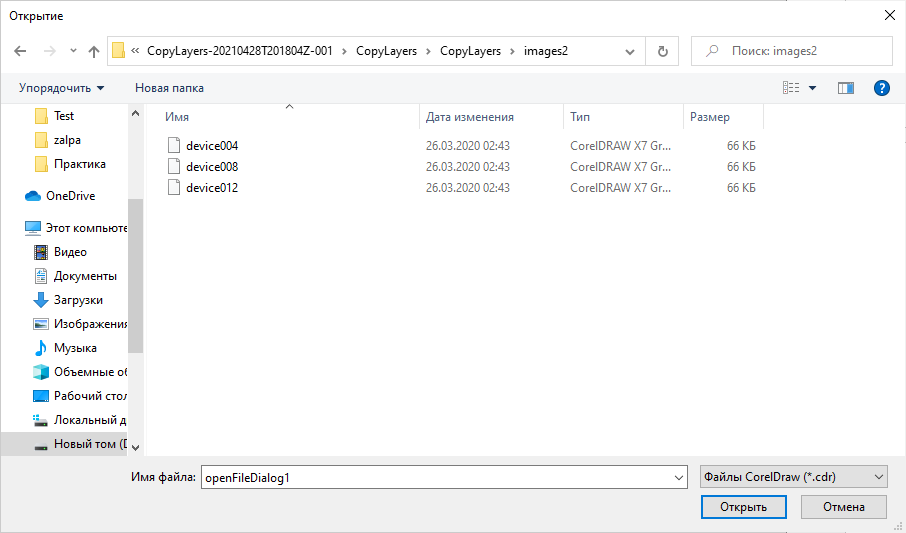 Открытие
« CopyLayers-20210428T201804Z-001 › CopyLayers › CopyLayers › images2
Поиск: images2
Упорядочить
Новая папка
Имя
Дата изменения
Тип
Размер
Test
zalpa
Практика
OneDrive
Этот компьюте
Видео
Документы
Загрузки
Изображения
Музыка
Объемные об
Рабочий стол
Локальный д
Новый том (D
device004 26.03.2020 02:43 CorelDRAW X7 Gr... 66 КБ
device008 26.03.2020 02:43 CorelDRAW X7 Gr... 66 КБ
device012 26.03.2020 02:43 CorelDRAW X7 Gr... 66 КБ
Имя файла: openFileDialog1
Файлы CorelDraw (*.cdr)
Открыть
Отмена